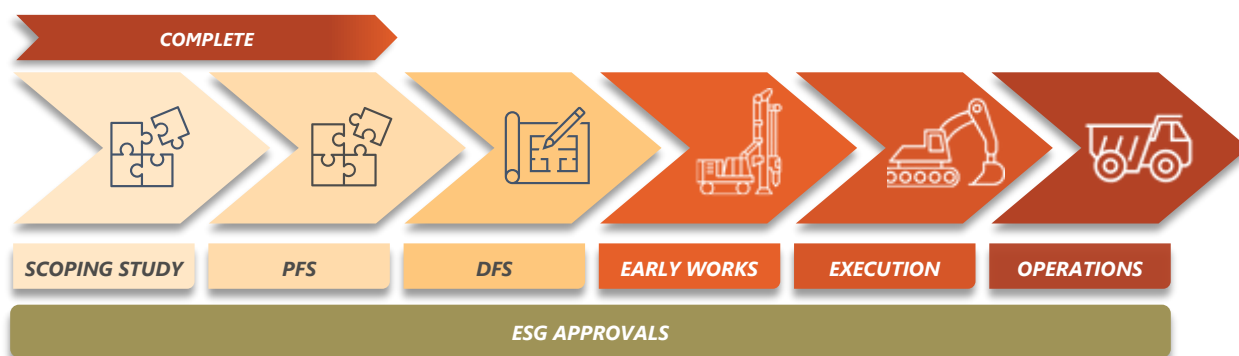 COMPLETE
SCOPING STUDY
PFS
DFS
EARLY WORKS
EXECUTION
OPERATIONS
ESG APPROVALS